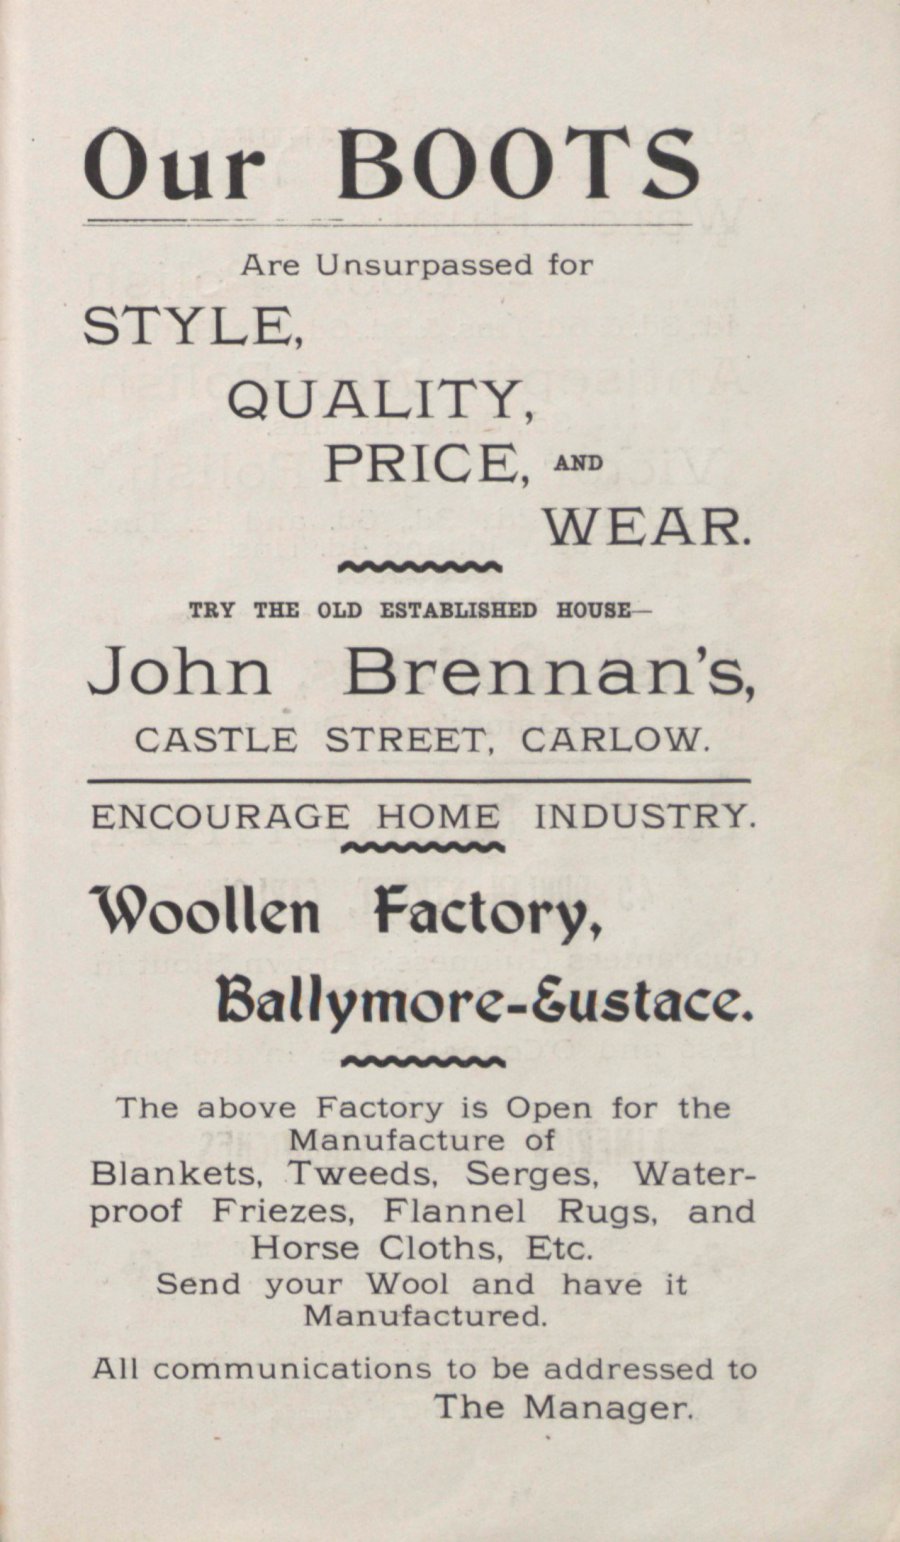 Our BOOTS
Are Unsurpassed for
STYLE,
QUALITY,
PRICE, AND
WEAR.
TRY THE OLD ESTABLISHED HOUSE—
John Brennan's,
CASTLE STREET, CARLOW.
ENCOURAGE HOME INDUSTRY.
Woollen Factory,
Ballymore-Eustace.
The above Factory is Open for the
Manufacture of
Blankets, Tweeds, Serges, Water-
proof Friezes, Flannel Rugs, and
Horse Cloths, Etc.
Send your Wool and have it
Manufactured.
All communications to be addressed to
The Manager.